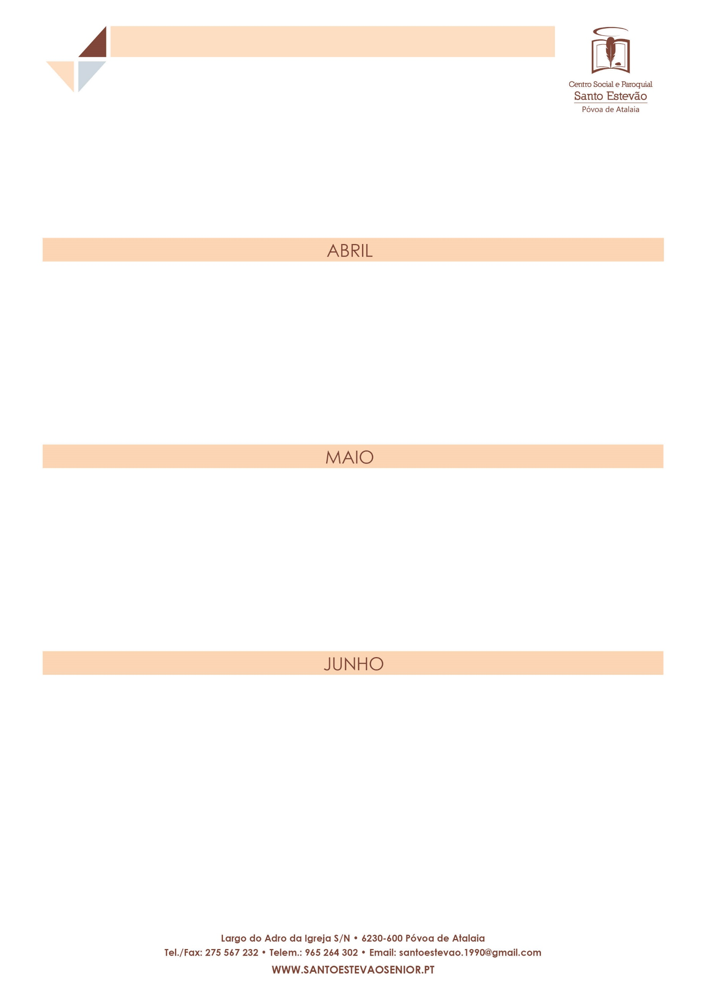 Centro Social e Paroquial
Santo Estevão
Póvoa de Atalaia
ABRIL
MAIO
JUNHO
Largo do Adro da Igreja S/N • 6230-600 Póvoa de Atalaia
Tel./Fax: 275 567 232 • Telem.: 965 264 302 • Email: santoestevao.1990@gmail.com
WWW.SANTOESTEVAOSENIOR.PT